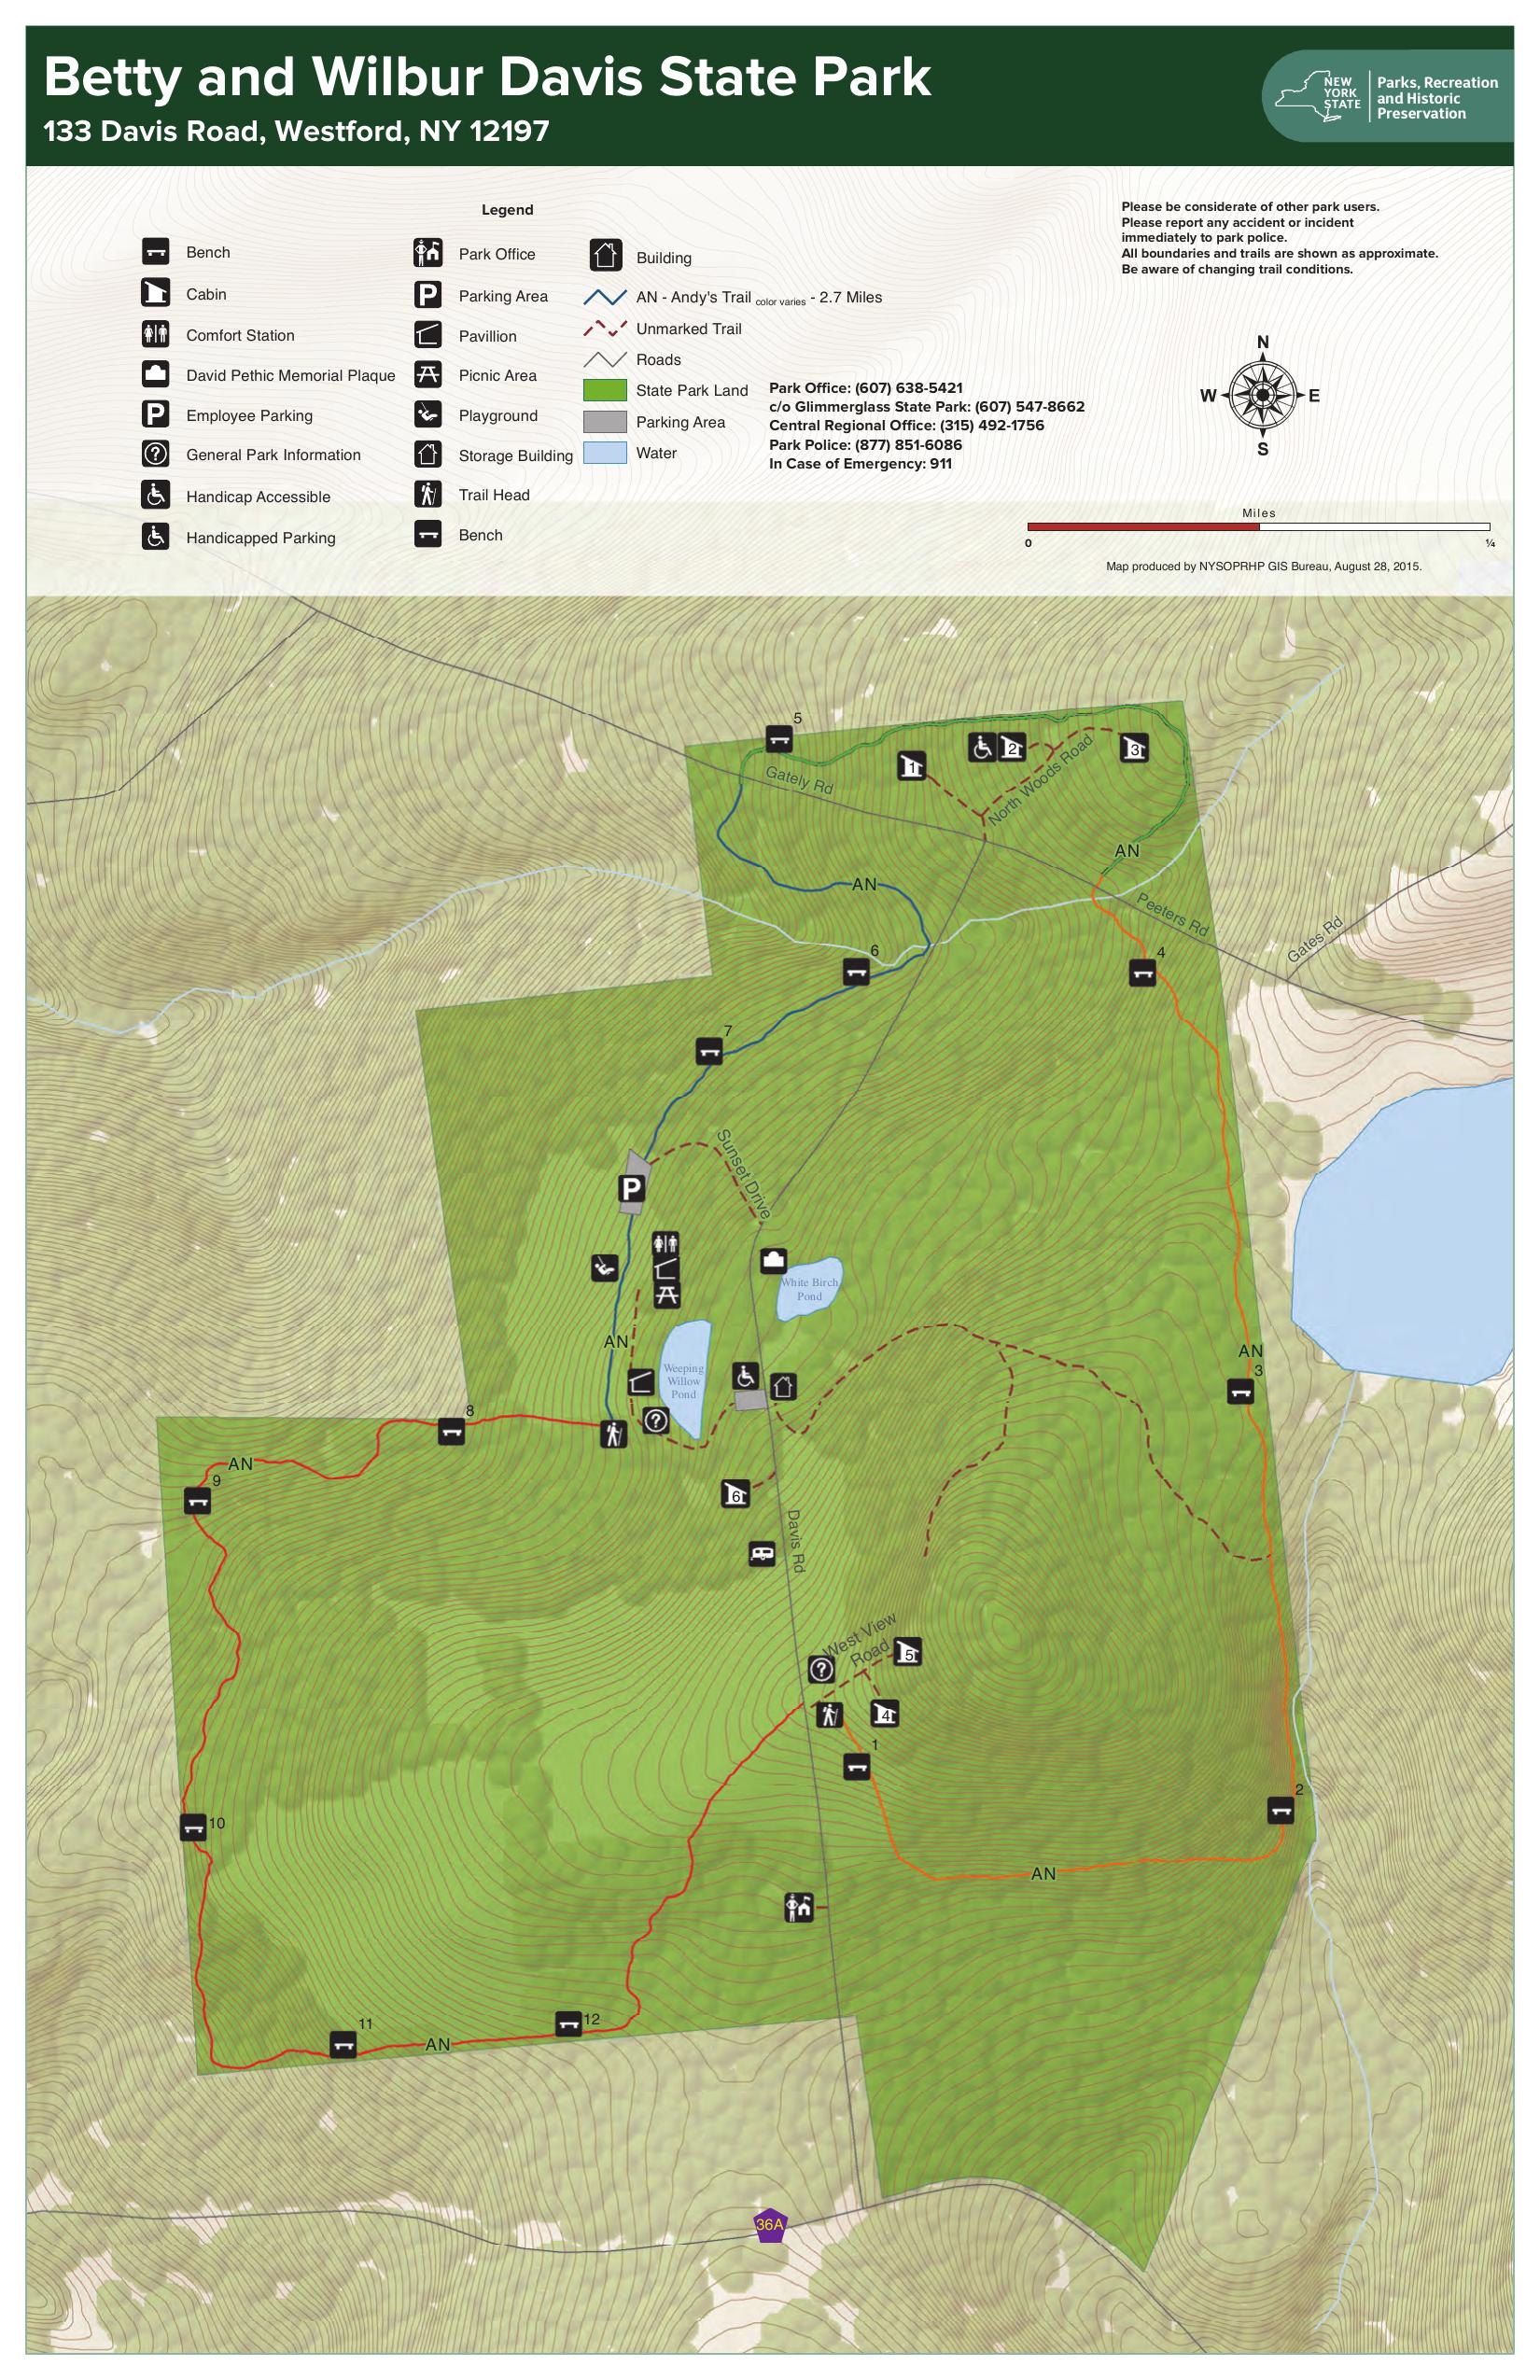 Betty and Wilbur Davis State Park
133 Davis Road, Westford, NY 12197
NEW
YORK
STATE
Parks, Recreation
and Historic
Preservation
Legend
Bench
Cabin
Comfort Station
David Pethic Memorial Plaque
P Employee Parking
? General Park Information
Handicap Accessible
Handicapped Parking
Park Office
P Parking Area
Pavillion
Picnic Area
Playground
Storage Building
Trail Head
Bench
Building
AN - Andy's Trail color varies - 2.7 Miles
Unmarked Trail
Roads
State Park Land
Parking Area
Water
Please be considerate of other park users.
Please report any accident or incident
immediately to park police.
All boundaries and trails are shown as approximate.
Be aware of changing trail conditions.
Park Office: (607) 638-5421
c/o Glimmerglass State Park: (607) 547-8662
Central Regional Office: (315) 492-1756
Park Police: (877) 851-6086
In Case of Emergency: 911
N
W
E
S
Miles
0
¼
Map produced by NYSOPRHP GIS Bureau, August 28, 2015.
5
1
2
3
Gately Rd
North Woods Road
AN
AN
Peeters Rd
Gates Rd
6
4
7
Sunset Drive
P
White Birch
Pond
AN
AN
3
Weeping
Willow
Pond
8
?
AN
9
6
Davis Rd
West View
Road
5
?
4
1
2
10
AN
11
AN
12
36A